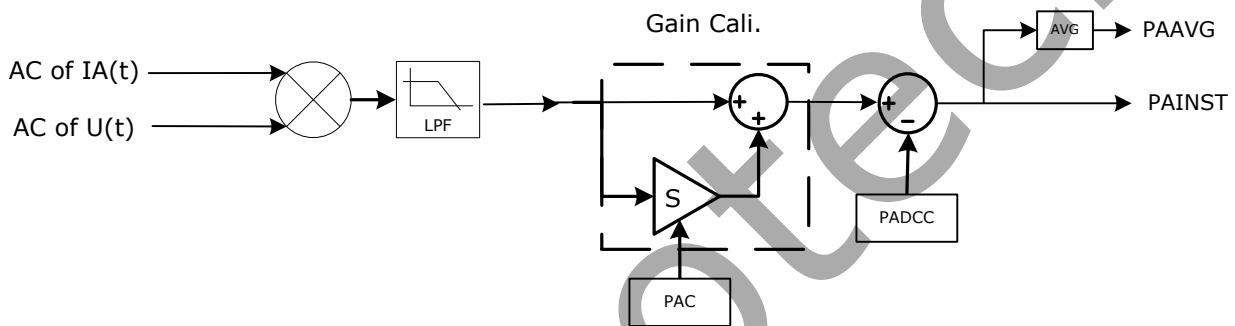 Gain Cali.
AVG
PAAVG
AC of IA(t)
LPF
+
+
+
−
PAINST
AC of U(t)
S
PADCC
PAC